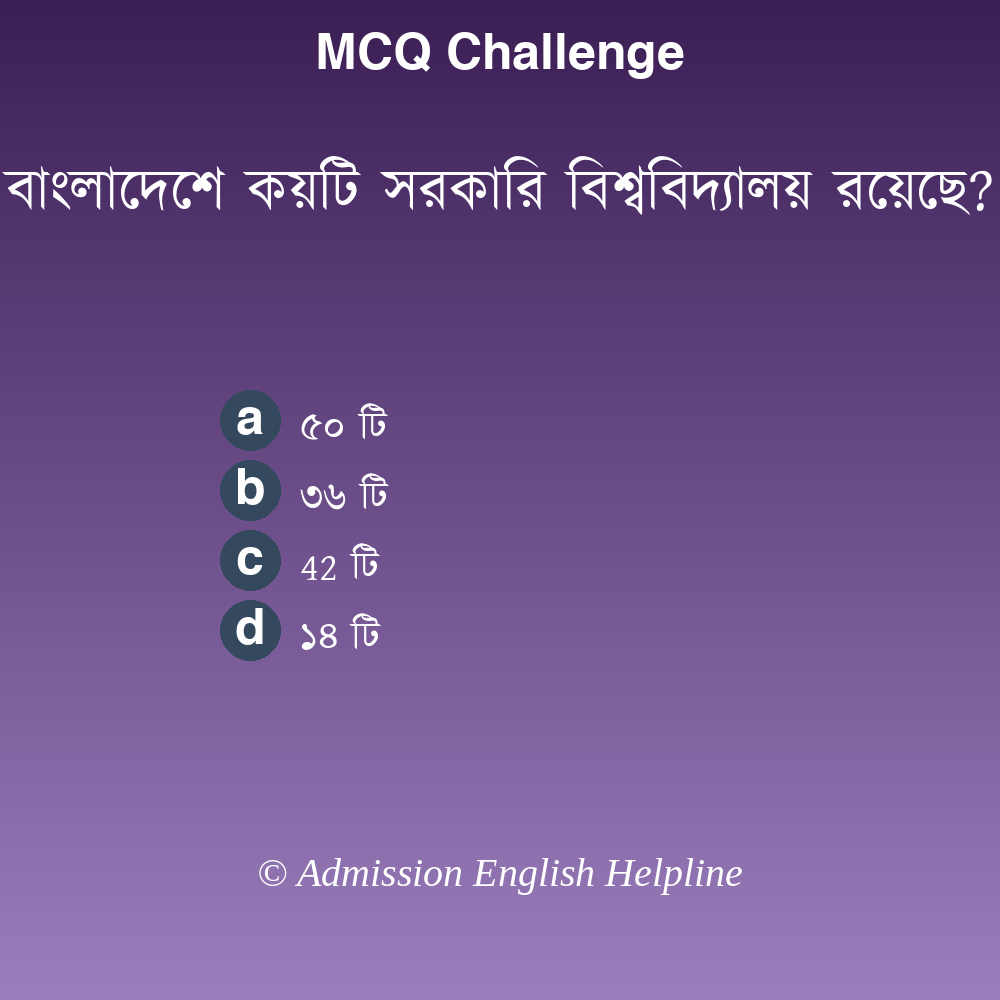 MCQ Challenge
বাংলাদেশে কয়টি সরকারি বিশ্ববিদ্যালয় রয়েছে?
a ৫০ টি
b ৩৬ টি
c 42 টি
d ১৪ টি
© Admission English Helpline